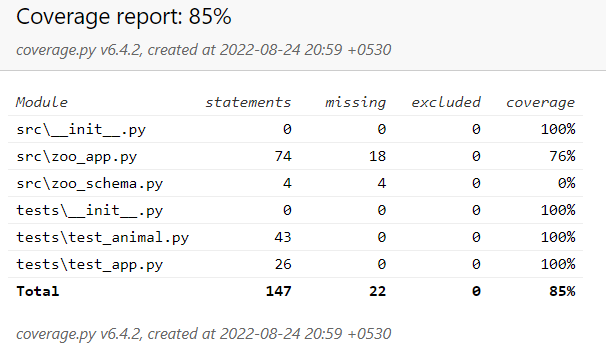 Coverage report: 85%
coverage.py v6.4.2, created at 2022-08-24 20:59 +0530
Module statements missing excluded coverage
src\__init__.py 0 0 0 100%
src\zoo_app.py 74 18 0 76%
src\zoo_schema.py 4 4 0 0%
tests\__init__.py 0 0 0 100%
tests\test_animal.py 43 0 0 100%
tests\test_app.py 26 0 0 100%
Total 147 22 0 85%
coverage.py v6.4.2, created at 2022-08-24 20:59 +0530